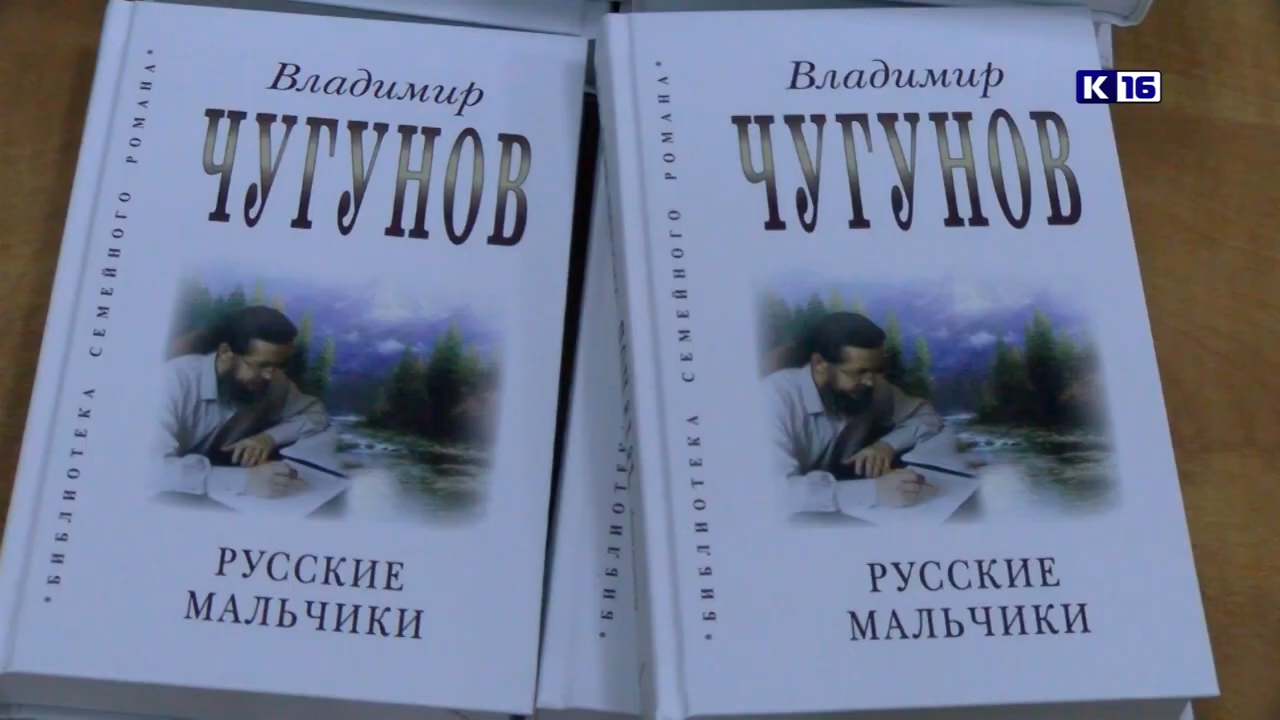 Владимир
ЧУГУНОВ
*БИБЛИОТЕКА СЕМЕЙНОГО РОМАНА*
РУССКИЕ
МАЛЬЧИКИ
Владимир
ЧУГУНОВ
*БИБЛИОТЕКА СЕМЕЙНОГО РОМАНА*
РУССКИЕ
МАЛЬЧИКИ
К 16